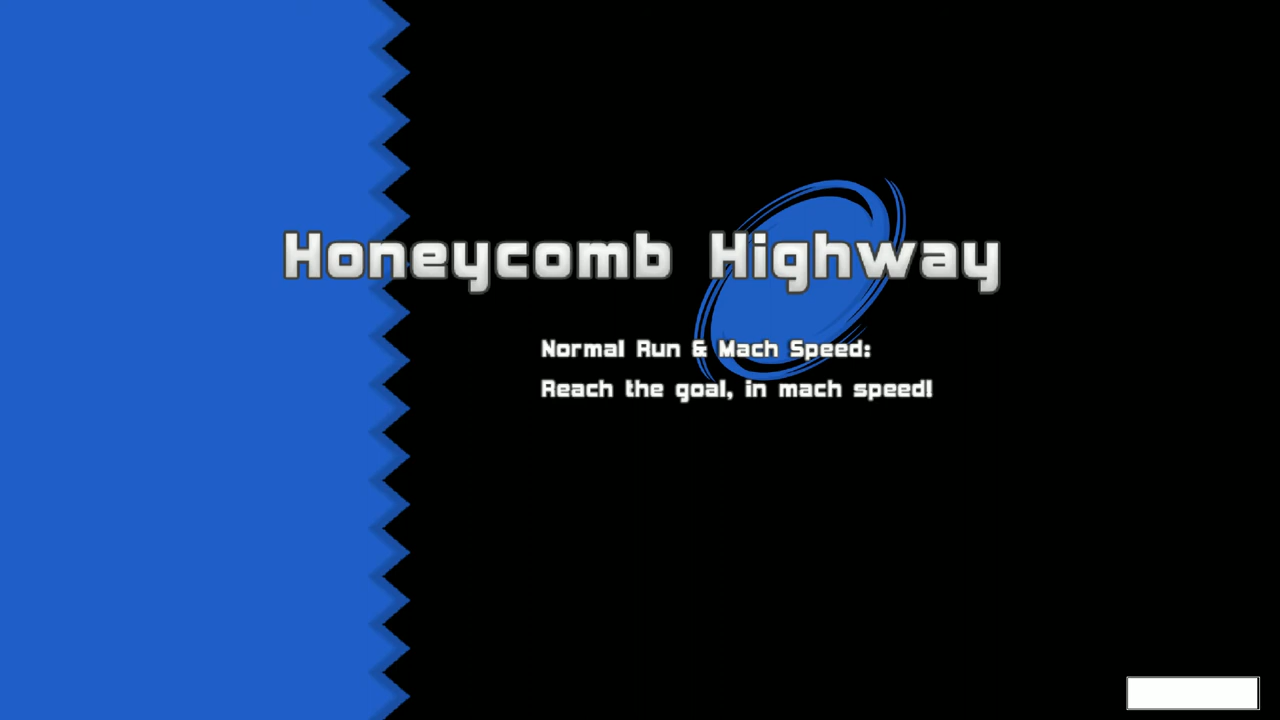 Honeycomb Highway
Normal Run & Mach Speed:
Reach the goal, in mach speed!